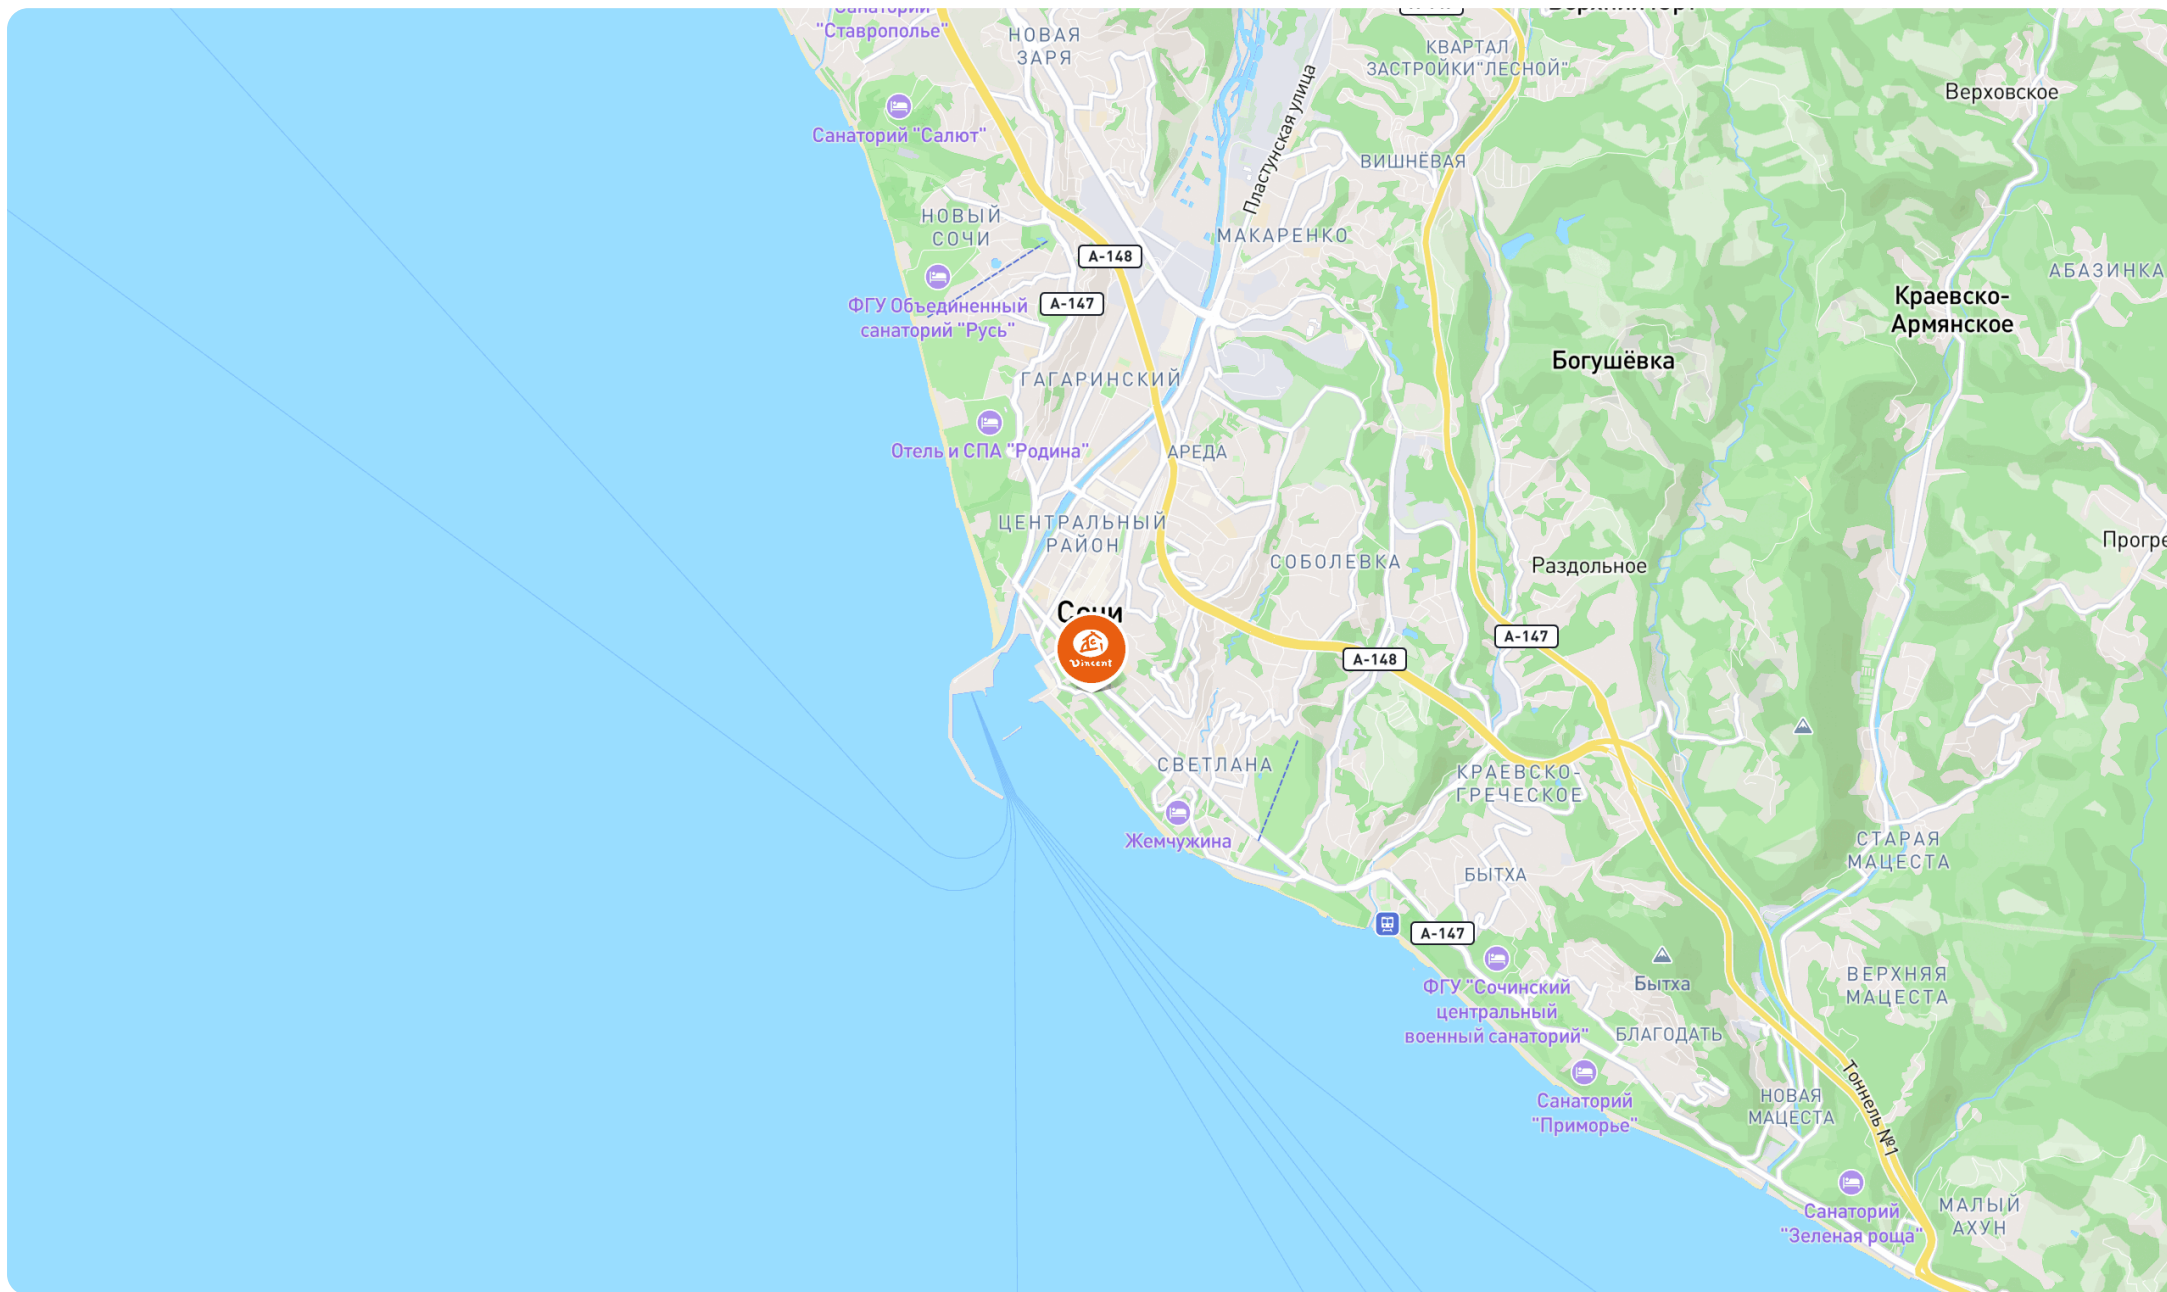 Санаторий
"Ставрополье"
НОВАЯ
ЗАРЯ
КВАРТАЛ
ЗАСТРОЙКИ"ЛЕСНОЙ"
Верховское
Санаторий "Салют"
Пластунская улица
ВИШНЁВАЯ
НОВЫЙ
СОЧИ
МАКАРЕНКО
А-148
АБАЗИНКА
ФГУ Объединенный
санаторий "Русь"
А-147
Краевско-
Армянское
Богушёвка
ГАГАРИНСКИЙ
Отель и СПА "Родина"
АРЕДА
ЦЕНТРАЛЬНЫЙ
РАЙОН
СОБОЛЕВКА
Раздольное
Прогре
Сочи
Vincent
А-147
А-148
СВЕТЛАНА
КРАЕВСКО-
ГРЕЧЕСКОЕ
Жемчужина
СТАРАЯ
МАЦЕСТА
БЫТХА
А-147
ФГУ "Сочинский
центральный
военный санаторий"
Бытха
ВЕРХНЯЯ
МАЦЕСТА
БЛАГОДАТЬ
Санаторий
"Приморье"
НОВАЯ
МАЦЕСТА
Тоннель №1
Санаторий
"Зеленая роща"
МАЛЫЙ
АХУН